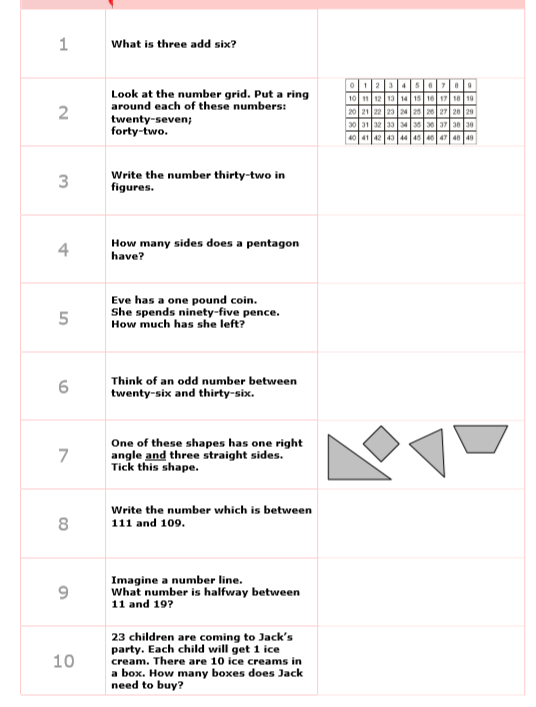 1
What is three add six?
2
Look at the number grid. Put a ring
around each of these numbers:
twenty-seven;
forty-two.
0 1 2 3 4 5 6 7 8 9
10 11 12 13 14 15 16 17 18 19
20 21 22 23 24 25 26 27 28 29
30 31 32 33 34 35 36 37 38 39
40 41 42 43 44 45 46 47 48 49
3
Write the number thirty-two in
figures.
4
How many sides does a pentagon
have?
5
Eve has a one pound coin.
She spends ninety-five pence.
How much has she left?
6
Think of an odd number between
twenty-six and thirty-six.
7
One of these shapes has one right
angle and three straight sides.
Tick this shape.
8
Write the number which is between
111 and 109.
9
Imagine a number line.
What number is halfway between
11 and 19?
10
23 children are coming to Jack's
party. Each child will get 1 ice
cream. There are 10 ice creams in
a box. How many boxes does Jack
need to buy?